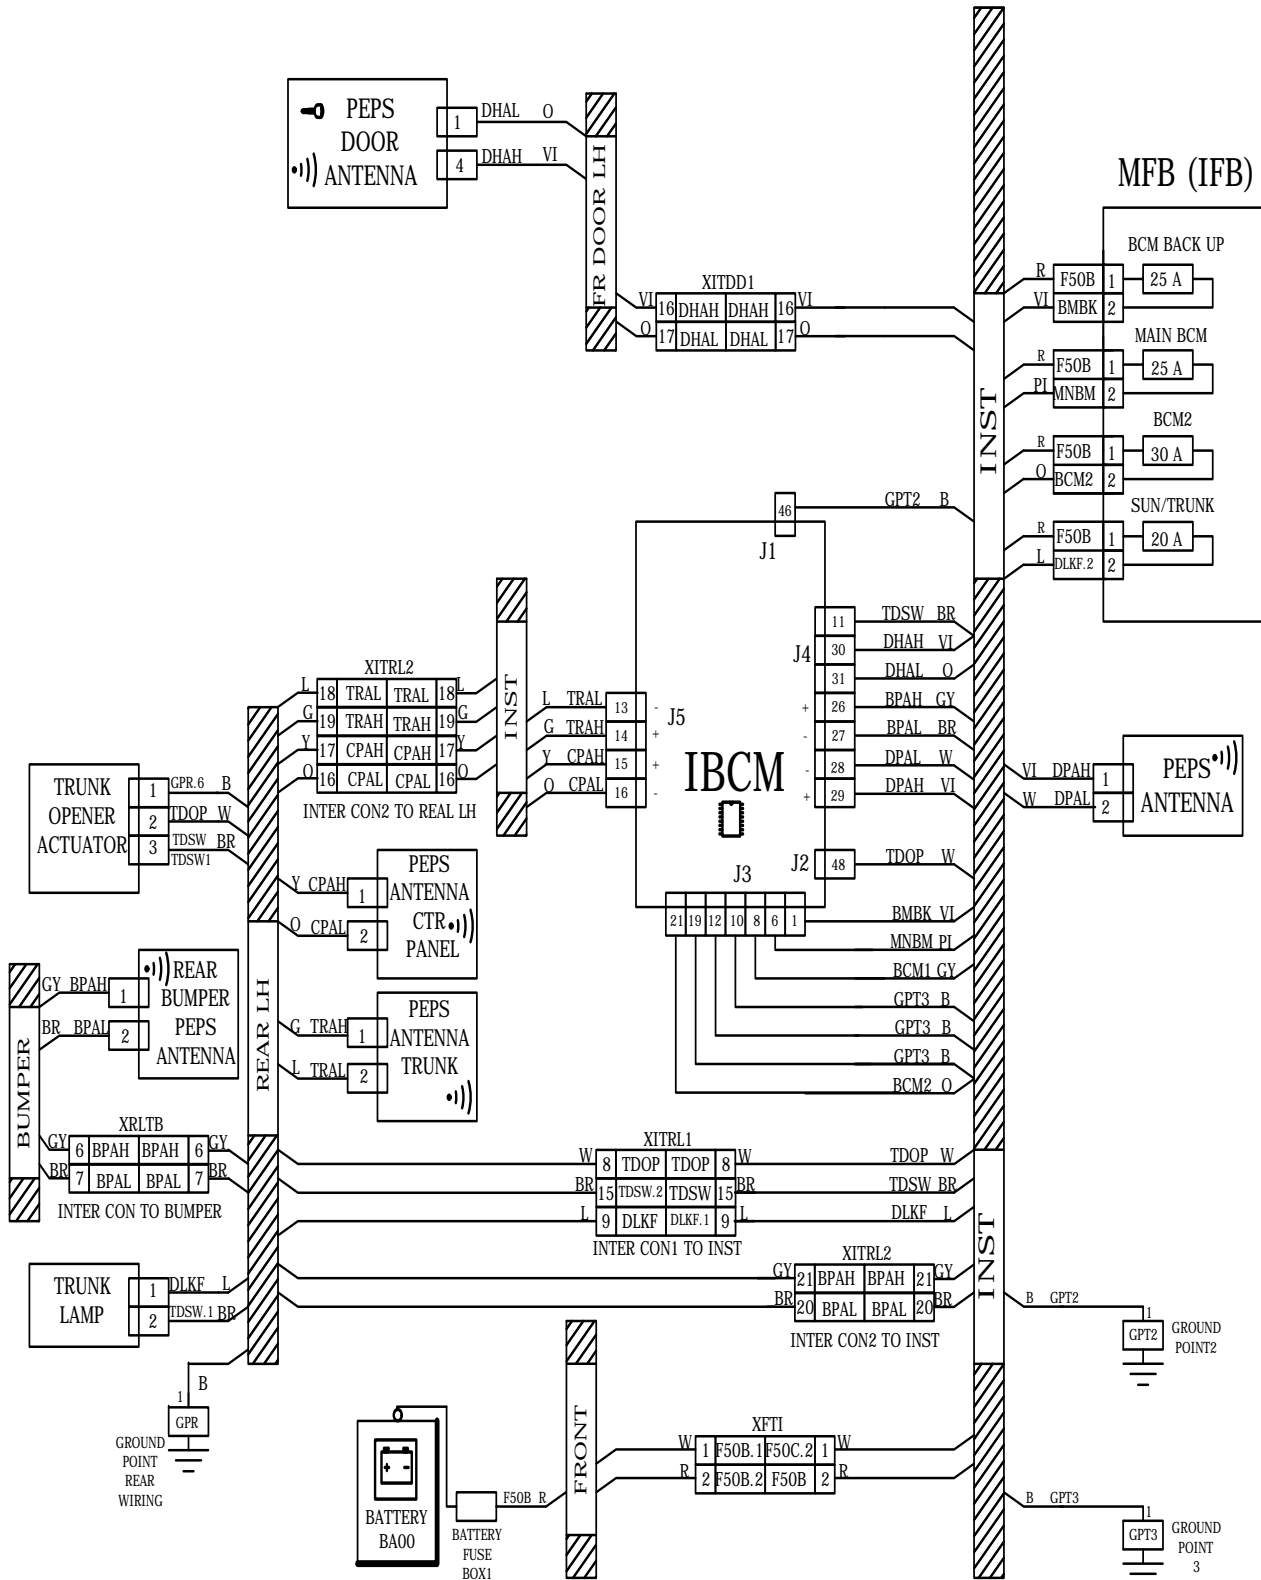 PEPS
DOOR
ANTENNA
1 DHAL O
4 DHAH VI
FR DOOR LH
XITDD1
VI 16 DHAH DHAH 16 VI
O 17 DHAL DHAL 17 O
INST
MFB (IFB)
BCM BACK UP
R F50B 1 25 A
VI BMBK 2
MAIN BCM
R F50B 1 25 A
PI MNBM 2
BCM2
R F50B 1 30 A
O BCM2 2
SUN/TRUNK
R F50B 1 20 A
L DLKF.2 2
46 GPT2 B
J1
IBCM
J4
11 TDSW BR
30 DHAH VI
31 DHAL O
+ 26 BPAH GY
- 27 BPAL BR
- 28 DPAL W
+ 29 DPAH VI
J2 48 TDOP W
J5
L TRAL 13 -
G TRAH 14 +
Y CPAH 15 +
O CPAL 16 -
INST
XITRL2
L 18 TRAL TRAL 18 L
G 19 TRAH TRAH 19 G
Y 17 CPAH CPAH 17 Y
O 16 CPAL CPAL 16 O
INTER CON2 TO REAL LH
TRUNK
OPENER
ACTUATOR
1 GPR.6 B
2 TDOP W
3 TDSW BR
TDSW1
VI DPAH 1
W DPAL 2
PEPS
ANTENNA
J3
21 19 12 10 8 6 1
BMBK VI
MNBM PI
BCM1 GY
GPT3 B
GPT3 B
GPT3 B
BCM2 O
Y CPAH 1
O CPAL 2
PEPS
ANTENNA
CTR
PANEL
REAR LH
G TRAH 1
L TRAL 2
PEPS
ANTENNA
TRUNK
GY BPAH 1
BR BPAL 2
REAR
BUMPER
PEPS
ANTENNA
BUMPER
XRLTB
GY 6 BPAH BPAH 6 GY
BR 7 BPAL BPAL 7 BR
INTER CON TO BUMPER
XITRL1
W 8 TDOP TDOP 8 W TDOP W
BR 15 TDSW.2 TDSW 15 BR TDSW BR
L 9 DLKF DLKF.1 9 L DLKF L
INTER CON1 TO INST
XITRL2
GY 21 BPAH BPAH 21 GY
BR 20 BPAL BPAL 20 BR
INTER CON2 TO INST
INST
TRUNK
LAMP
1 DLKF L
2 TDSW.1 BR
B
1
GPR
GROUND
POINT
REAR
WIRING
B GPT2 1
GPT2
GROUND
POINT2
BATTERY
BA00
F50B R
BATTERY
FUSE
BOX1
FRONT
XFTI
W 1 F50B.1 F50C.2 1 W
R 2 F50B.2 F50B 2 R
B GPT3 1
GPT3
GROUND
POINT
3